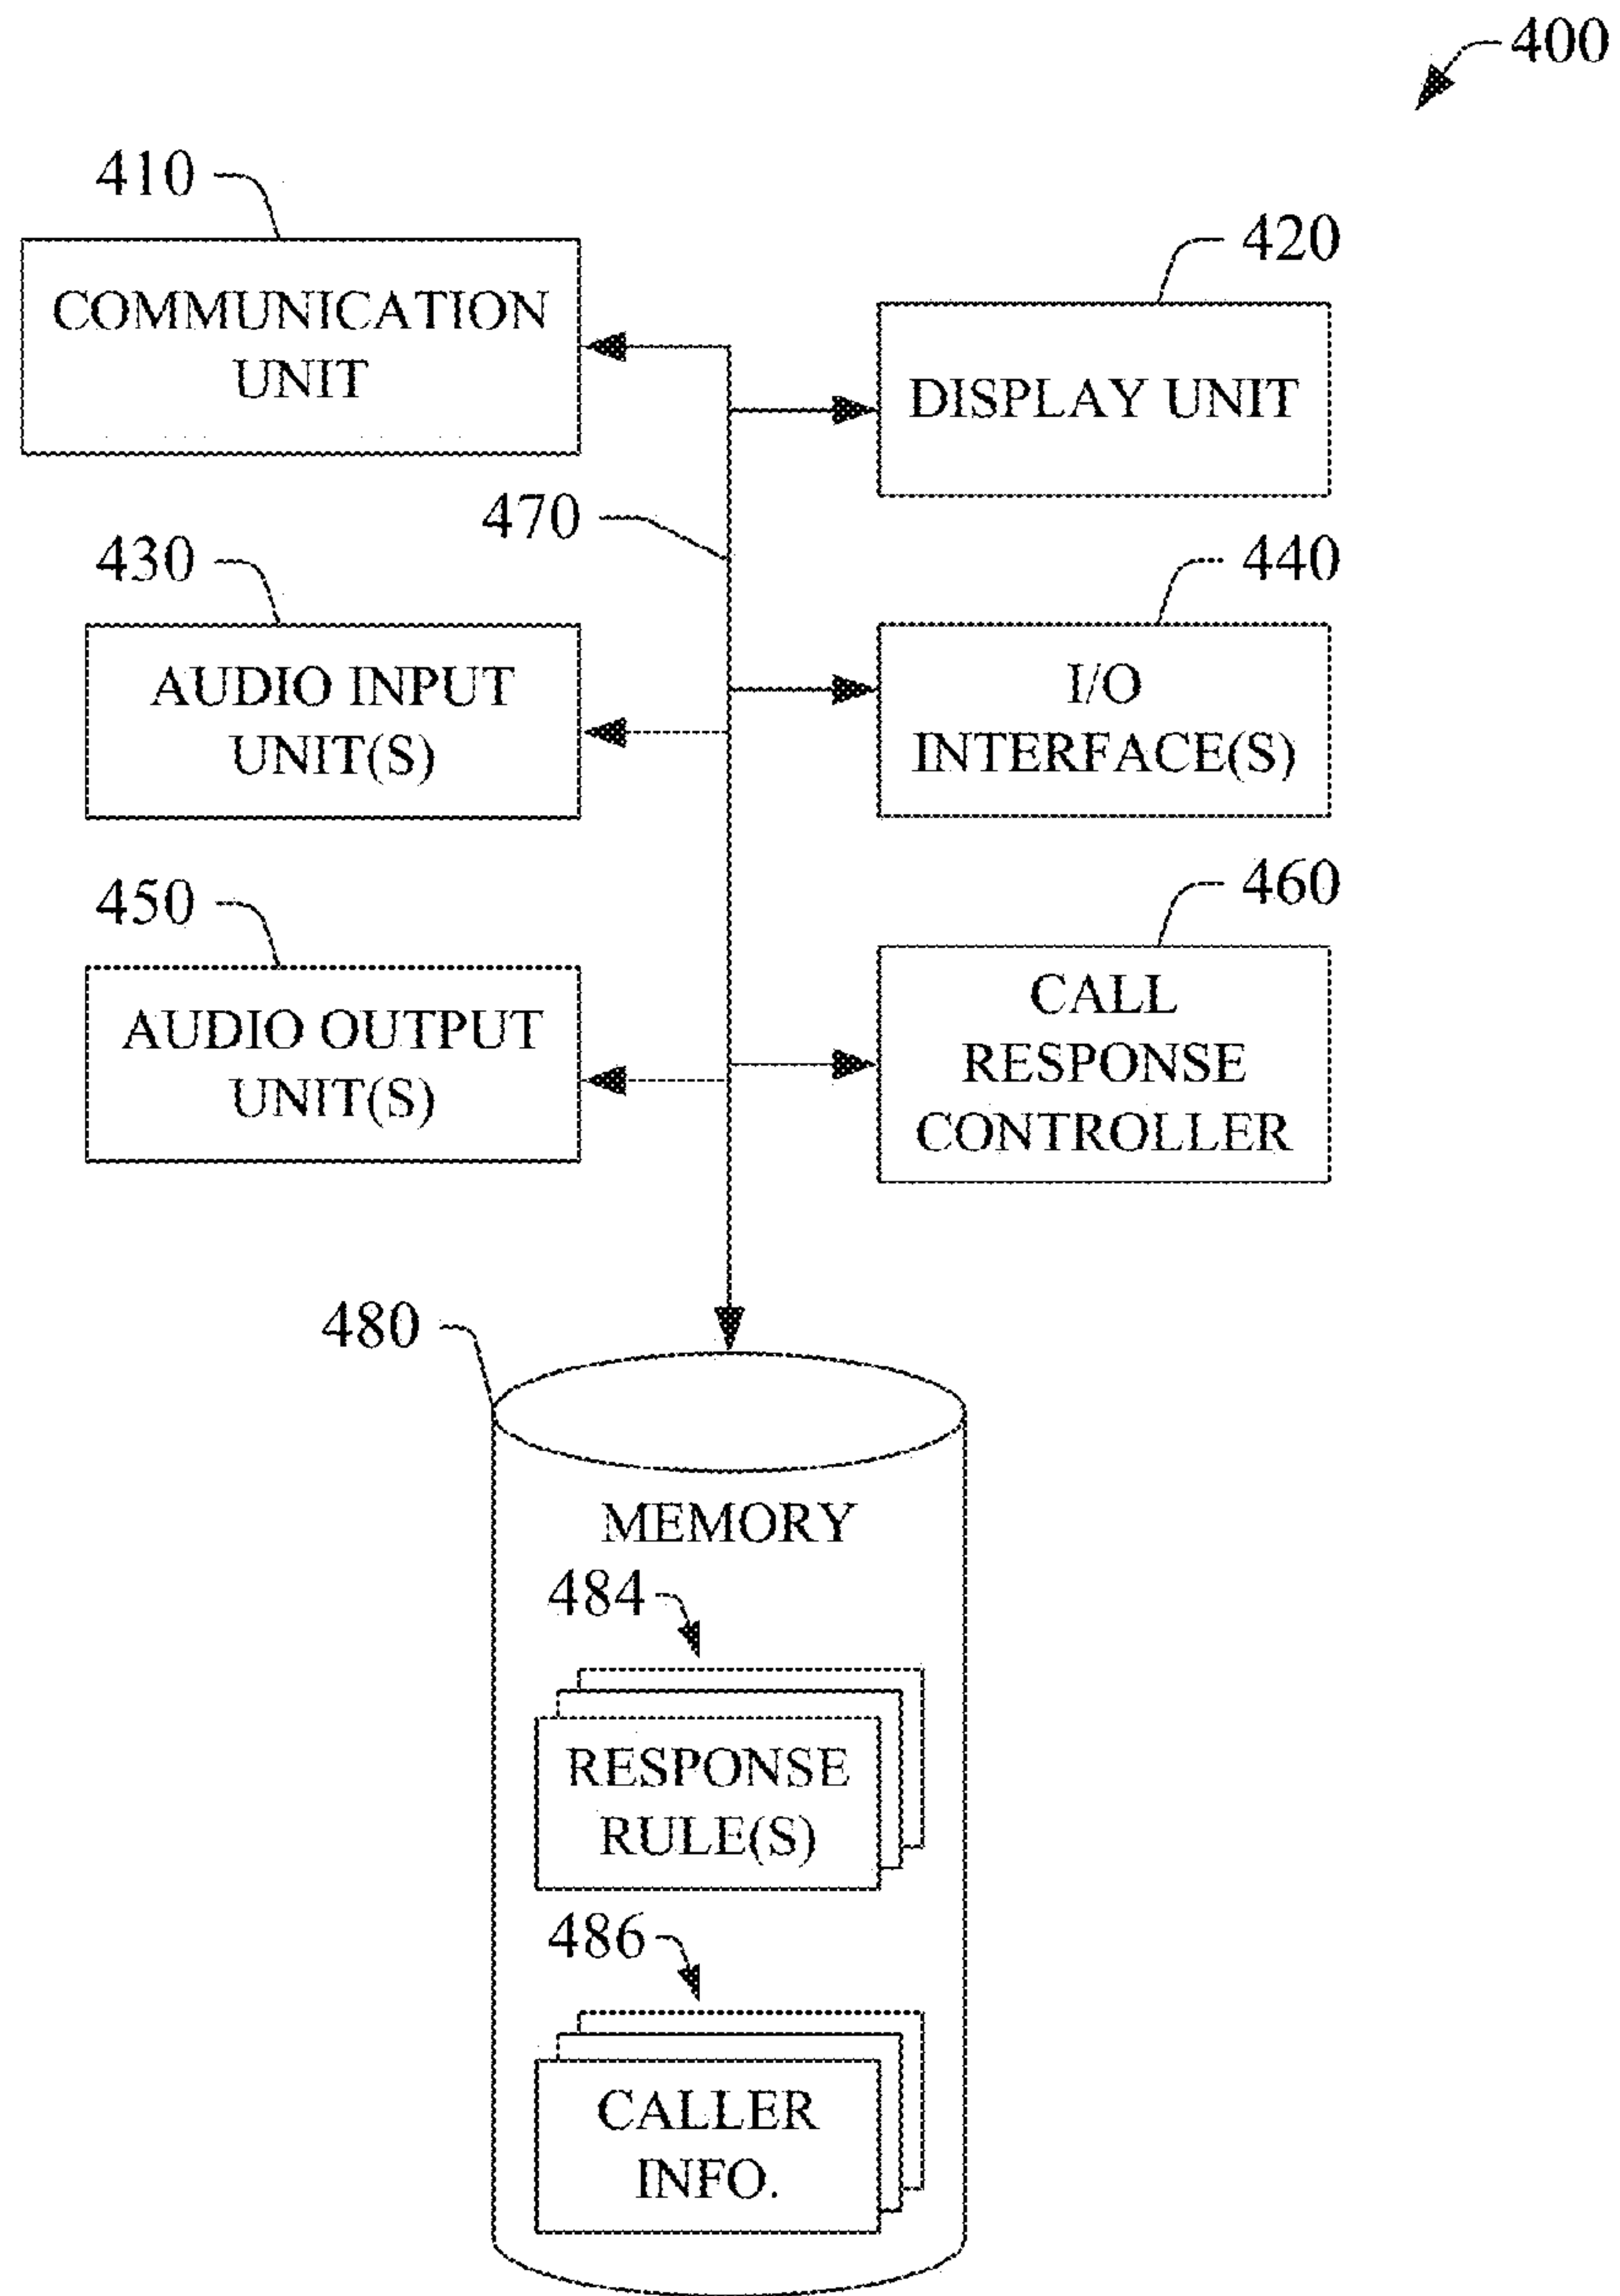 400
410
COMMUNICATION
UNIT
420
DISPLAY UNIT
470
430
AUDIO INPUT
UNIT(S)
440
I/O
INTERFACE(S)
450
AUDIO OUTPUT
UNIT(S)
460
CALL
RESPONSE
CONTROLLER
480
MEMORY
484
RESPONSE
RULE(S)
486
CALLER
INFO.